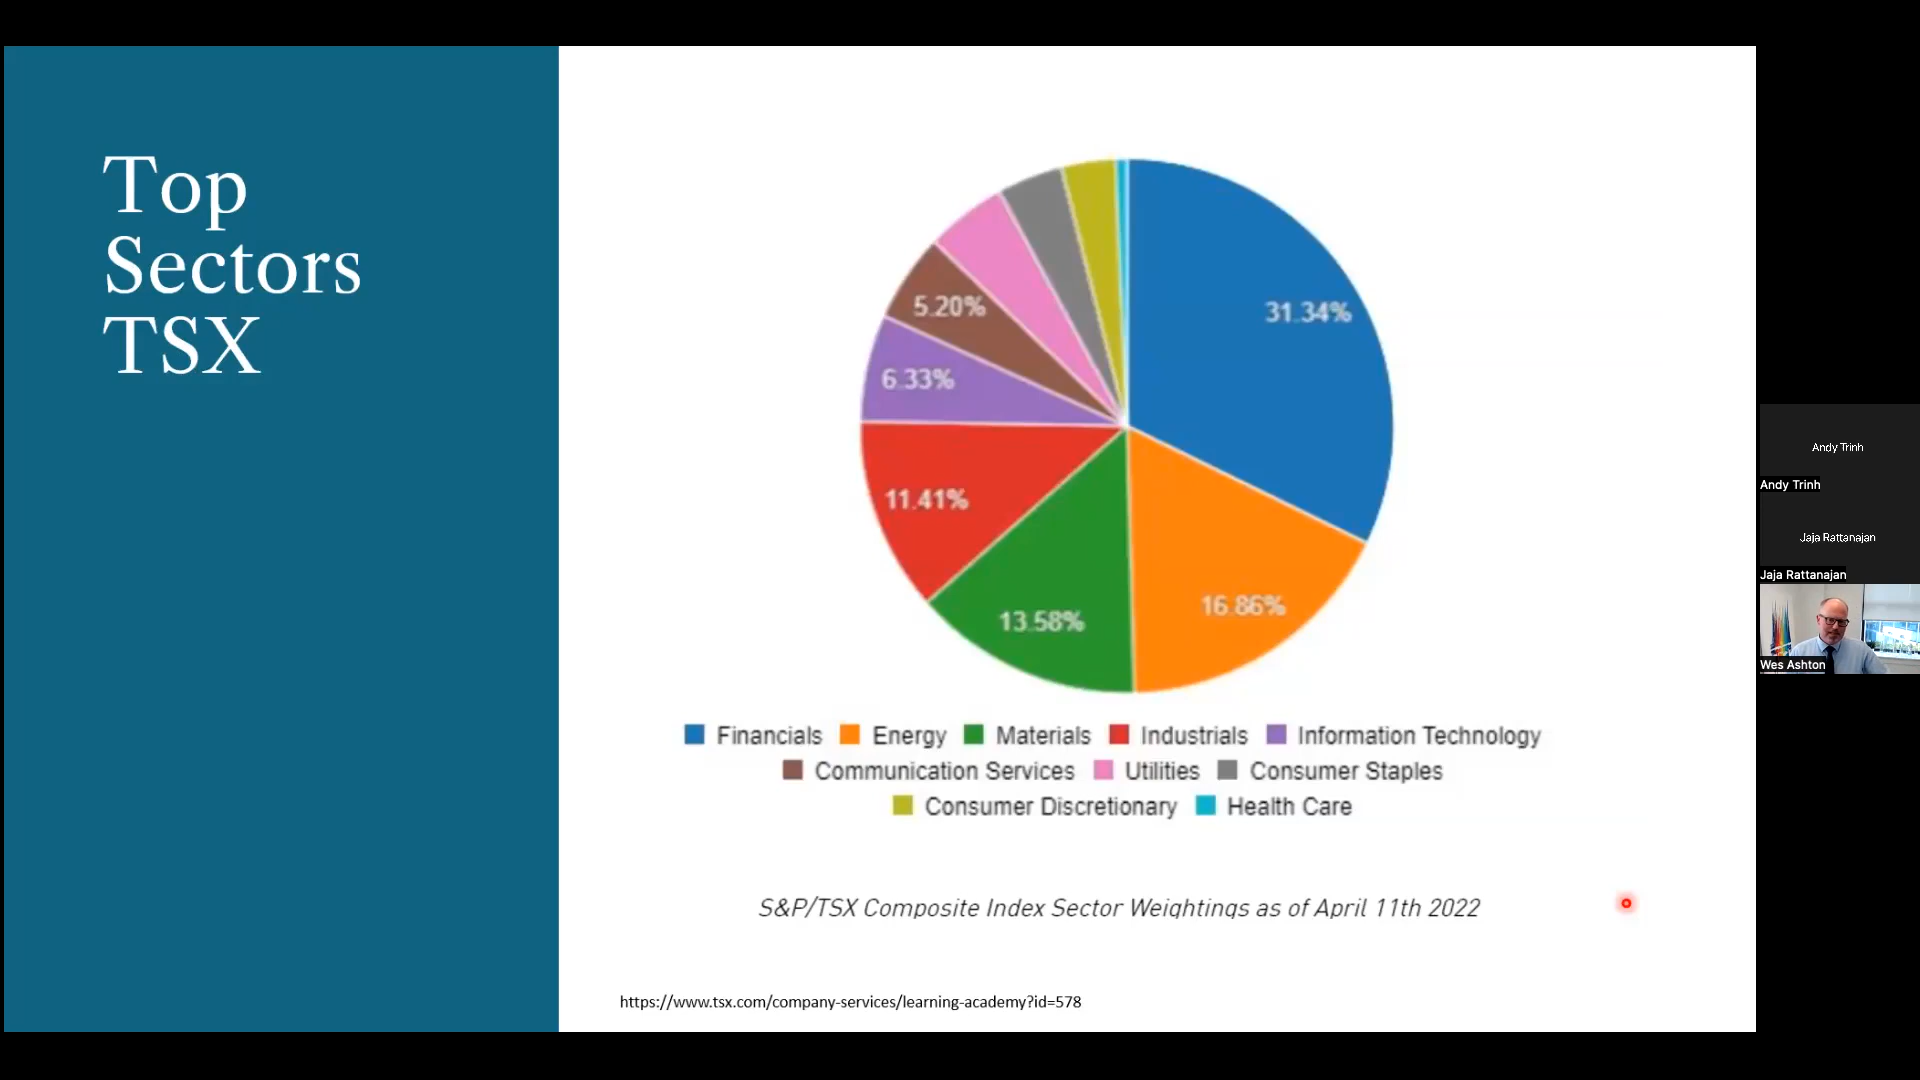 Top
Sectors
TSX
31.34%
16.86%
13.58%
11.41%
6.33%
5.20%
Financials Energy Materials Industrials Information Technology
Communication Services Utilities Consumer Staples
Consumer Discretionary Health Care
S&P/TSX Composite Index Sector Weightings as of April 11th 2022
https://www.tsx.com/company-services/learning-academy?id=578
Andy Trinh
Andy Trinh
Jaja Rattanajan
Jaja Rattanajan
Wes Ashton